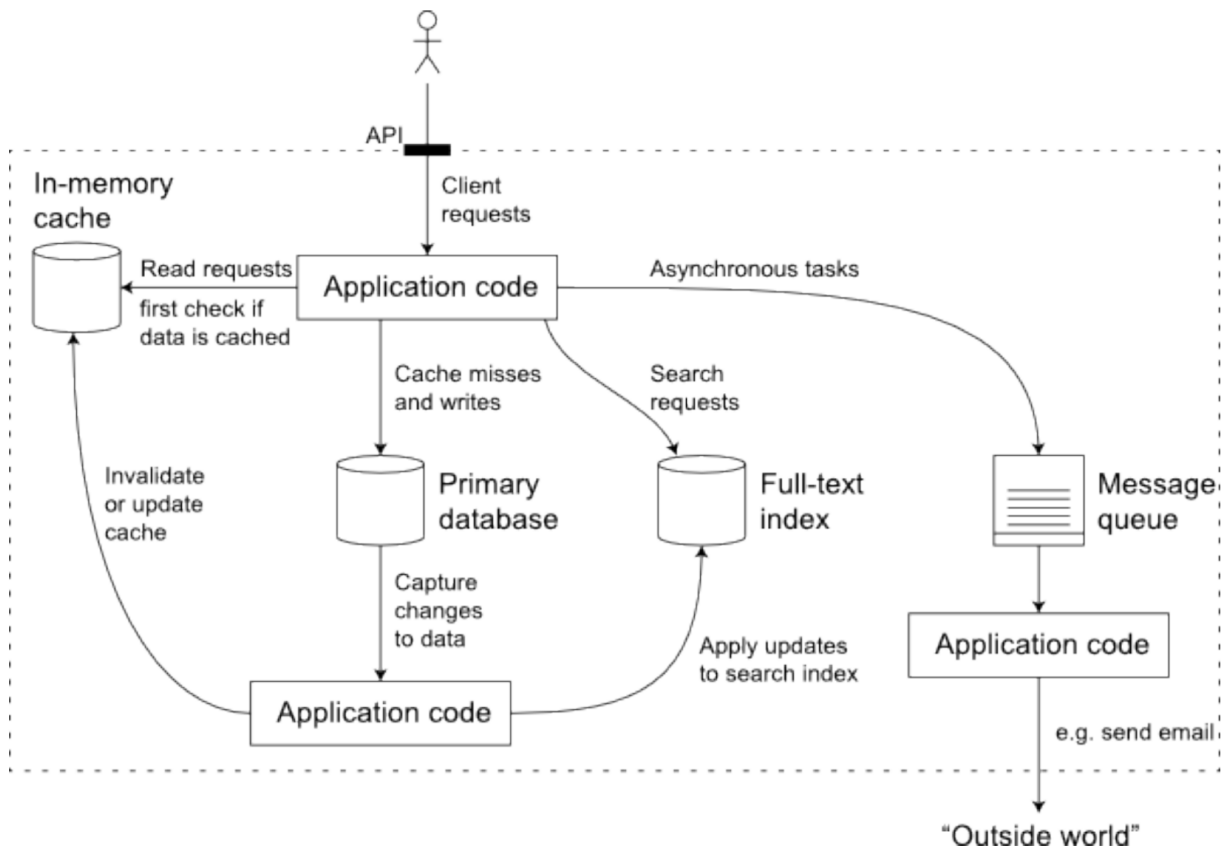 API
Client
requests
In-memory
cache
Read requests
first check if
data is cached
Application code
Asynchronous tasks
Cache misses
and writes
Search
requests
Invalidate
or update
cache
Primary
database
Full-text
index
Message
queue
Capture
changes
to data
Apply updates
to search index
Application code
Application code
e.g. send email
“Outside world”